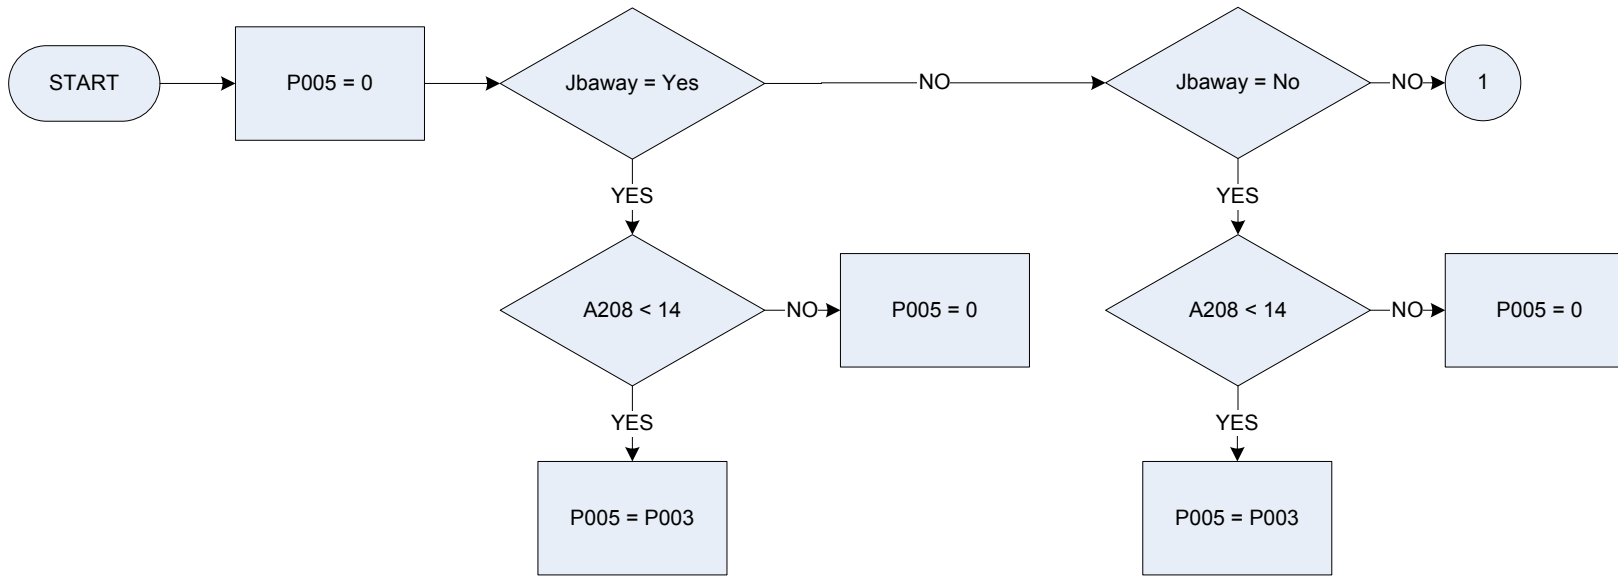 START
P005 = 0
Jbaway = Yes
NO
Jbaway = No
NO
1
YES
YES
A208 < 14
NO
P005 = 0
A208 < 14
NO
P005 = 0
YES
YES
P005 = P003
P005 = P003